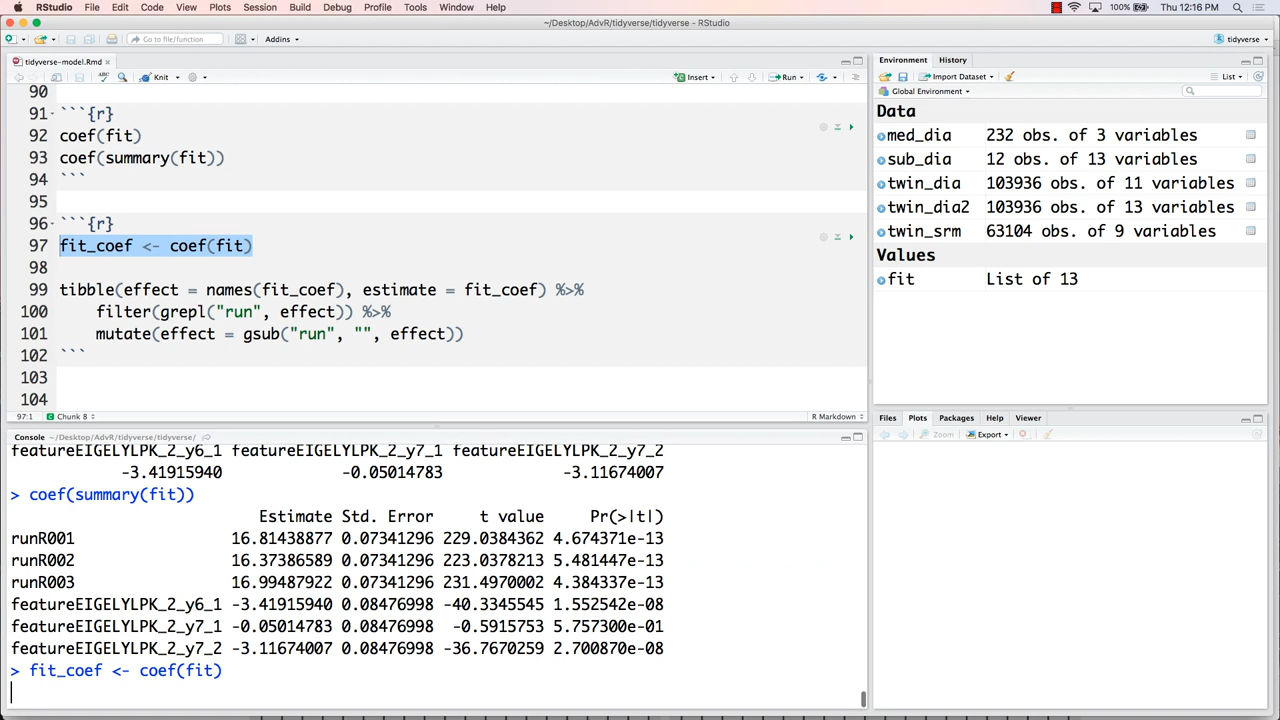 RStudio File Edit Code View Plots Session Build Debug Profile Tools Window Help 100% Thu 12:16 PM
~/Desktop/AdvR/tidyverse/tidyverse - RStudio
Go to file/function Addins tidyverse
tidyverse-model.Rmd
Knit Insert Run
90
91 ```{r}
92 coef(fit)
93 coef(summary(fit))
94 ```
95
96 ```{r}
97 fit_coef <- coef(fit)
98
99 tibble(effect = names(fit_coef), estimate = fit_coef) %>%
100 filter(grepl("run", effect)) %>%
101 mutate(effect = gsub("run", "", effect))
102 ```
103
104
97:1 Chunk 8 R Markdown
Console ~/Desktop/AdvR/tidyverse/tidyverse/
featureEIGELYLPK_2_y6_1 featureEIGELYLPK_2_y7_1 featureEIGELYLPK_2_y7_2
-3.41915940 -0.05014783 -3.11674007
> coef(summary(fit))
Estimate Std. Error t value Pr(>|t|)
runR001 16.81438877 0.07341296 229.0384362 4.674371e-13
runR002 16.37386589 0.07341296 223.0378213 5.481447e-13
runR003 16.99487922 0.07341296 231.4970002 4.384337e-13
featureEIGELYLPK_2_y6_1 -3.41915940 0.08476998 -40.3345545 1.552542e-08
featureEIGELYLPK_2_y7_1 -0.05014783 0.08476998 -0.5915753 5.757300e-01
featureEIGELYLPK_2_y7_2 -3.11674007 0.08476998 -36.7670259 2.700870e-08
> fit_coef <- coef(fit)
Environment History
Import Dataset List
Global Environment
Data
med_dia 232 obs. of 3 variables
sub_dia 12 obs. of 13 variables
twin_dia 103936 obs. of 11 variables
twin_dia2 103936 obs. of 13 variables
twin_srm 63104 obs. of 9 variables
Values
fit List of 13
Files Plots Packages Help Viewer
Zoom Export